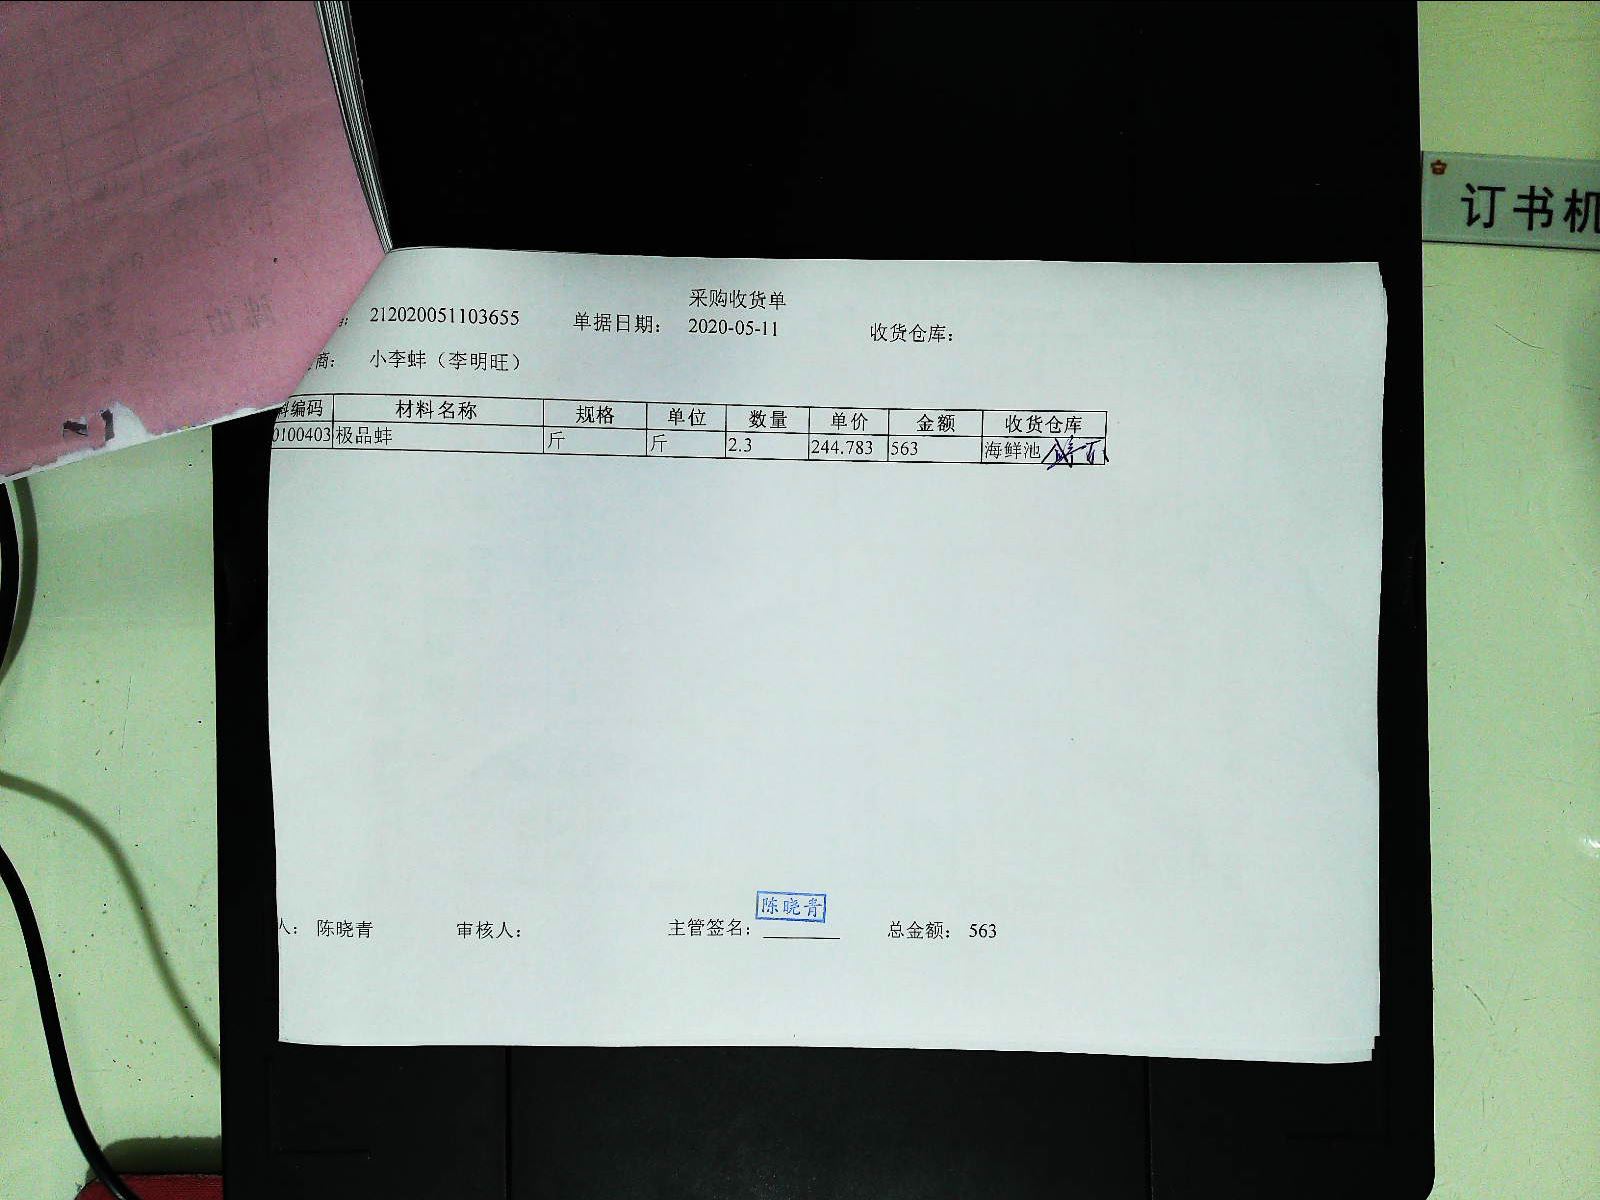 订书机
采购收货单
212020051103655 单据日期： 2020-05-11 收货仓库：
商： 小李蚌（李明旺）
料编码 材料名称 规格 单位 数量 单价 金额 收货仓库
0100403 极品蚌 斤 斤 2.3 244.783 563 海鲜池
陈晓青
人： 陈晓青 审核人： 主管签名： 总金额： 563